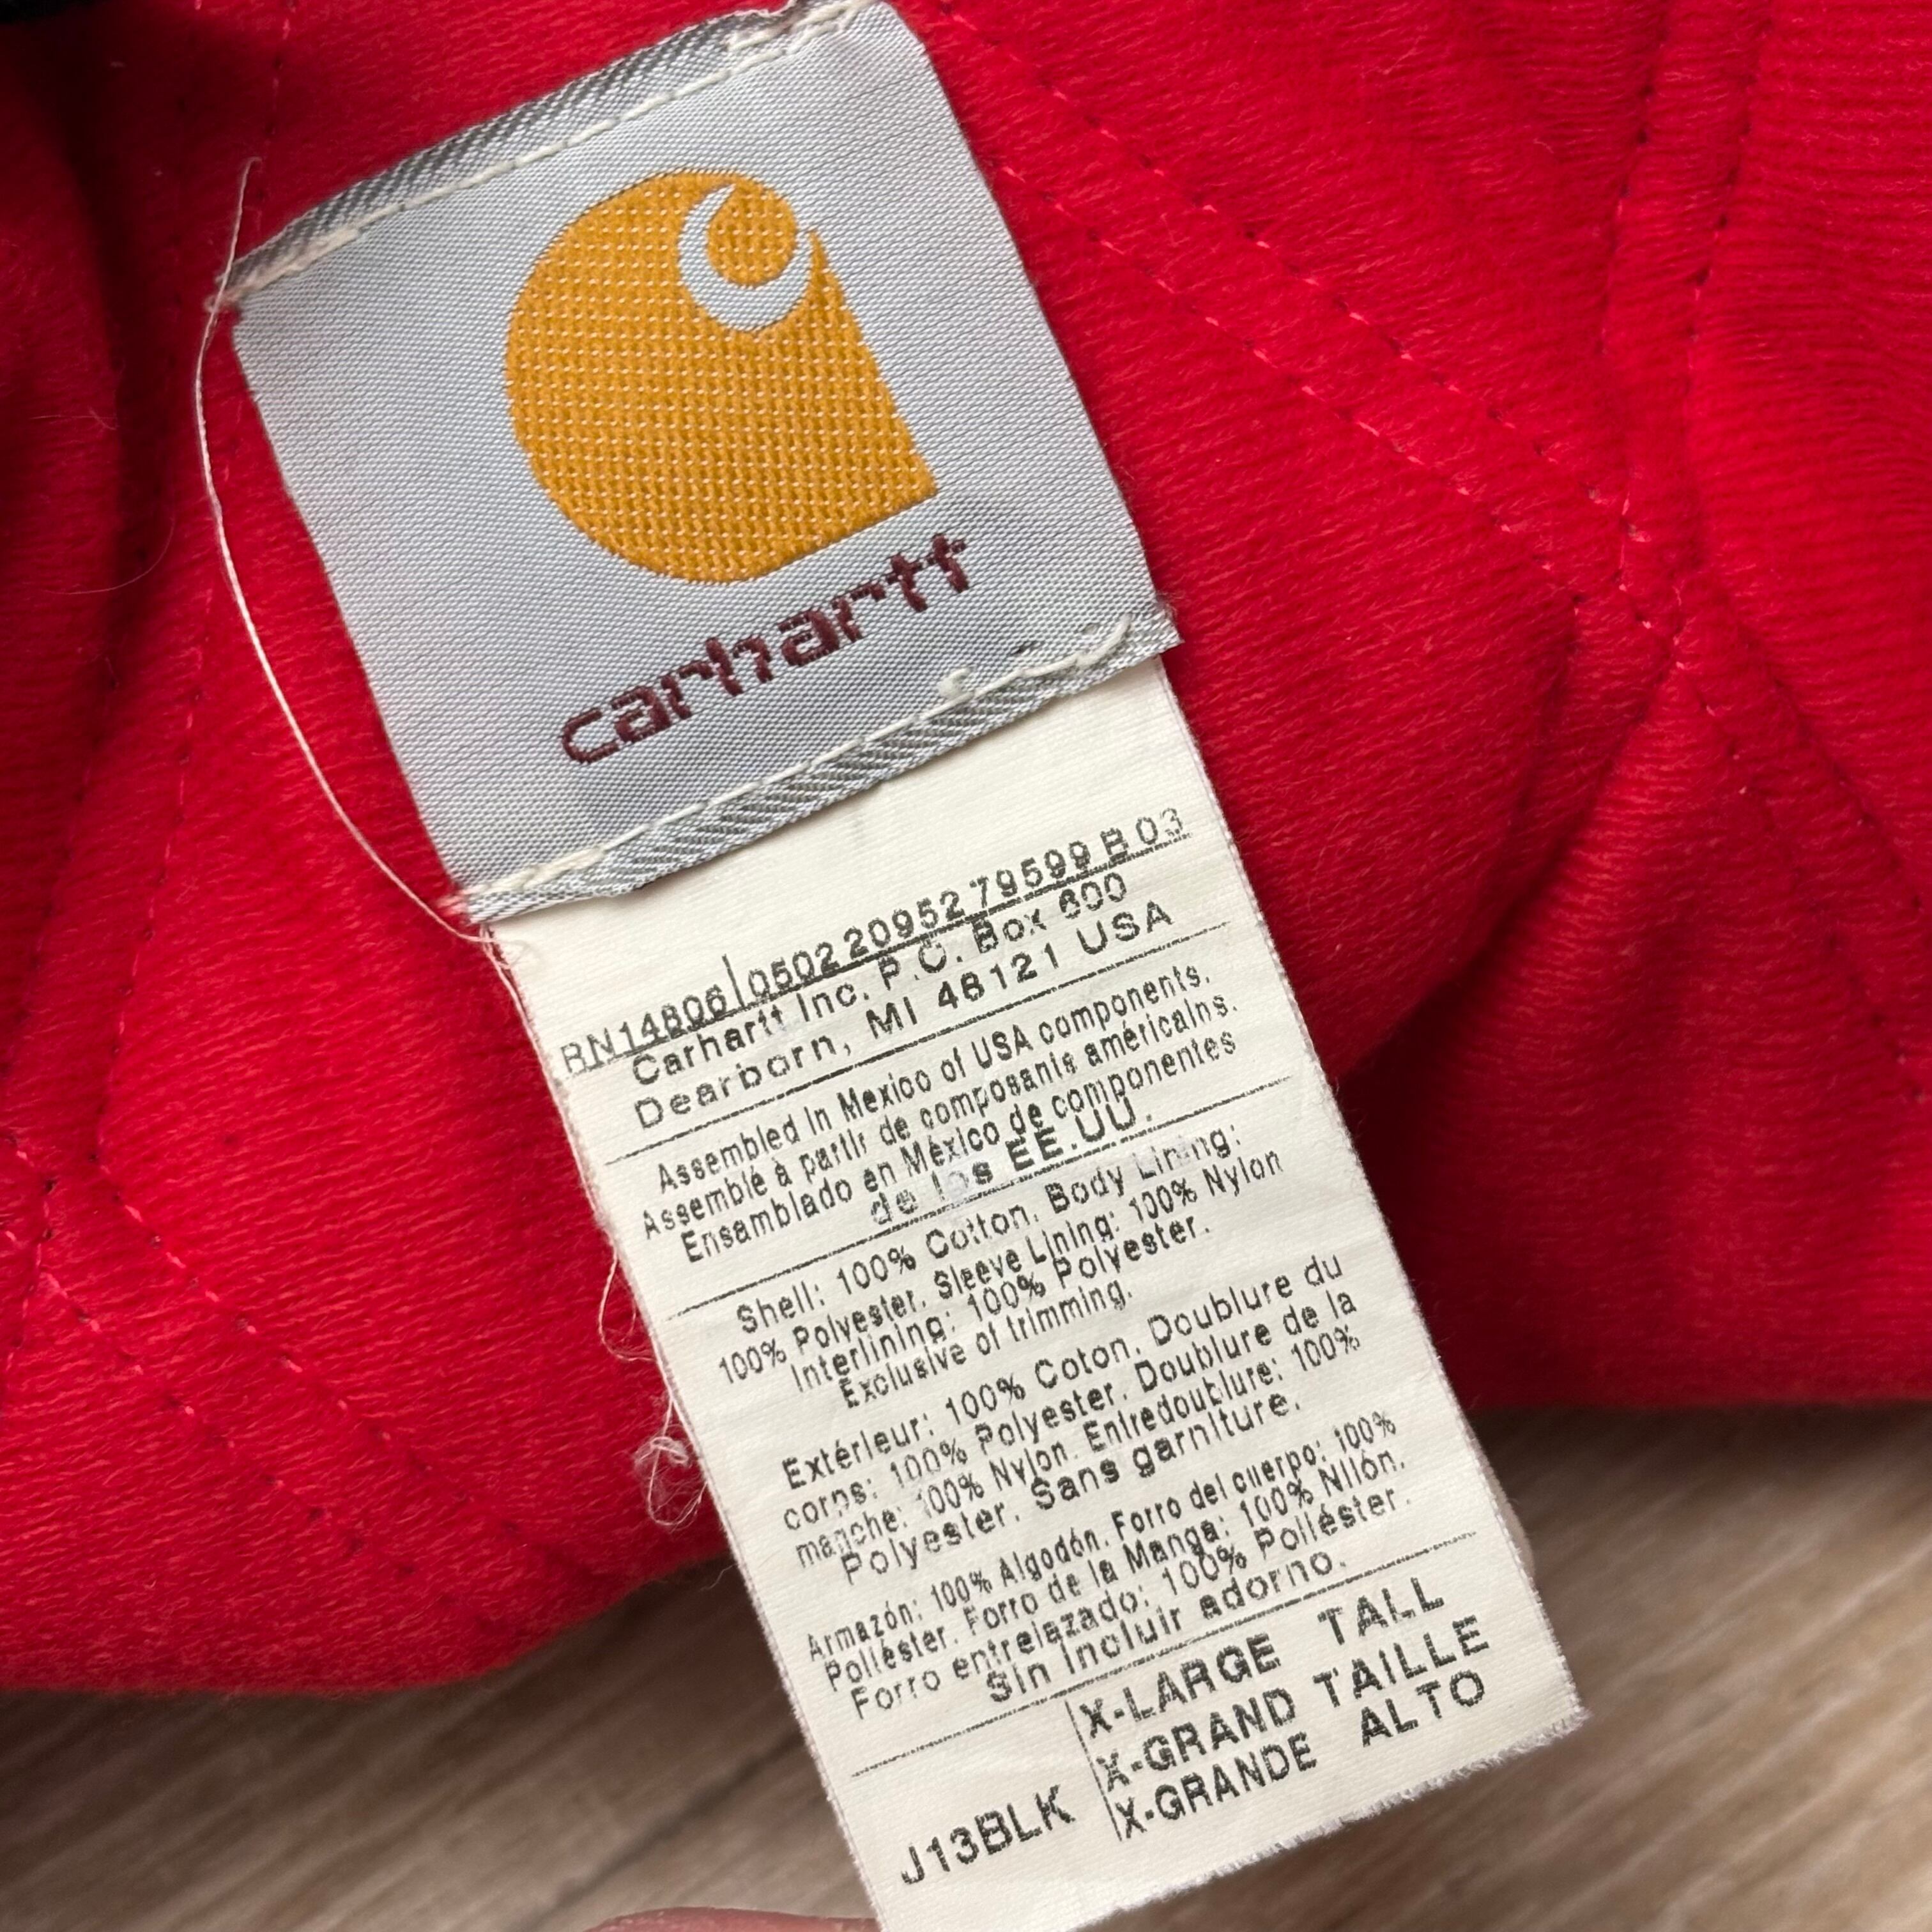 carhartt
RN14806 0502 20952 79599 B 03
Carhartt Inc. P.O. Box 600
Dearborn, MI 48121 USA
Assembled in Mexico of USA components.
Assemblé à partir de composants américains.
Ensamblado en México de componentes
de los EE.UU.
Shell: 100% Cotton. Body Lining:
100% Polyester. Sleeve Lining: 100% Nylon
Interlining: 100% Polyester.
Exclusive of trimming.
Extérieur: 100% Coton. Doublure du
corps: 100% Polyester. Doublure de la
manche: 100% Nylon. Entredoublure: 100%
Polyester. Sans garniture.
Armazón: 100% Algodón. Forro del cuerpo: 100%
Poliéster. Forro de la Manga: 100% Nilón.
Forro entrelazado: 100% Poliéster.
Sin incluir adorno.
J13BLK
X-LARGE TALL
X-GRAND TAILLE
X-GRANDE ALTO